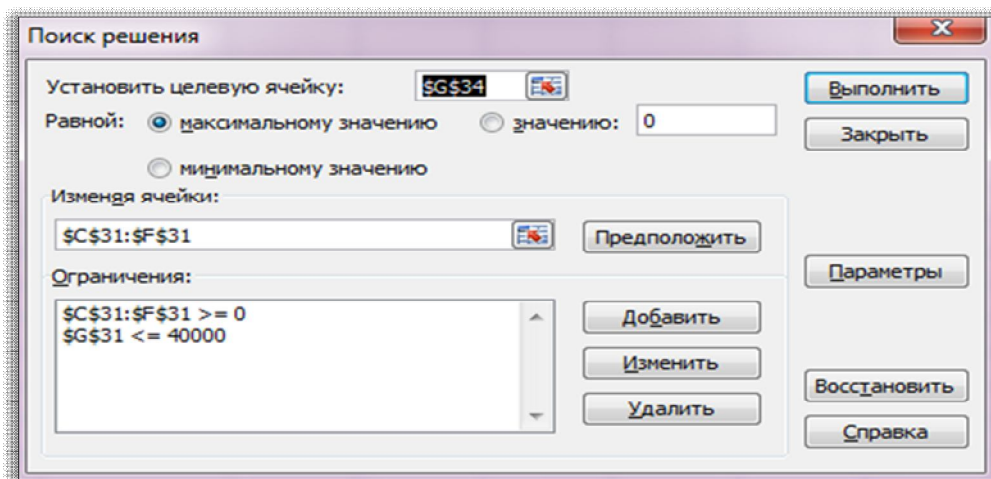 Поиск решения
Установить целевую ячейку: $G$34
Выполнить
Равной: максимальному значению значению: 0
Закрыть
минимальному значению
Изменяя ячейки:
$C$31:$F$31 Предположить
Ограничения:
Параметры
$C$31:$F$31 >= 0
$G$31 <= 40000
Добавить
Изменить
Восстановить
Удалить
Справка